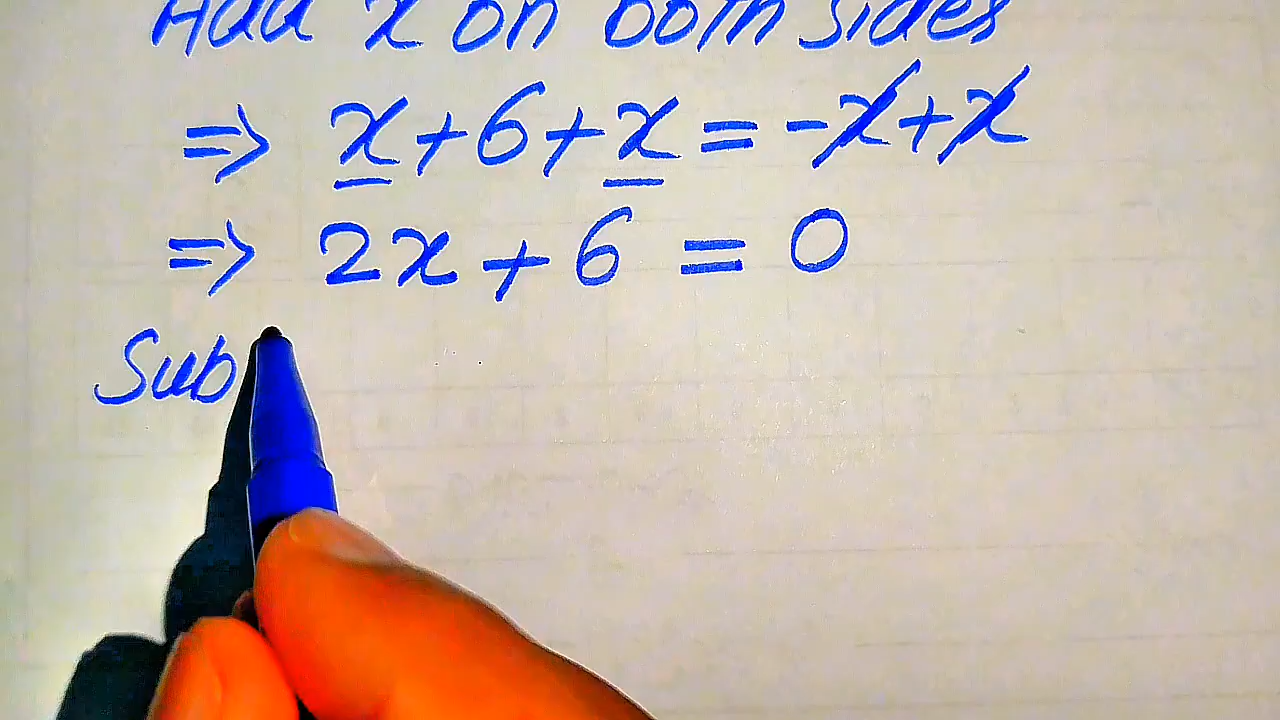 Add x on both sides
=> x+6+x = -x+x
=> 2x+6 = 0
Sub